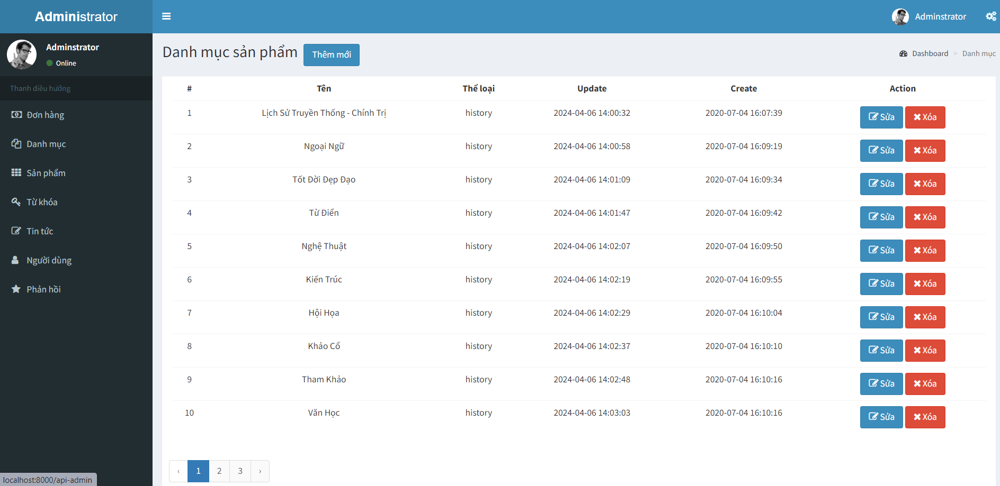 Administrator
Adminstrator
Adminstrator
Online
Thanh điều hướng
Đơn hàng
Danh mục
Sản phẩm
Từ khóa
Tin tức
Người dùng
Phản hồi
Danh mục sản phẩm Thêm mới
Dashboard > Danh mục
# Tên Thể loại Update Create Action
1 Lịch Sử Truyền Thống - Chính Trị history 2024-04-06 14:00:32 2020-07-04 16:07:39 Sửa Xóa
2 Ngoại Ngữ history 2024-04-06 14:00:58 2020-07-04 16:09:19 Sửa Xóa
3 Tốt Đời Đẹp Đạo history 2024-04-06 14:01:09 2020-07-04 16:09:34 Sửa Xóa
4 Từ Điển history 2024-04-06 14:01:47 2020-07-04 16:09:42 Sửa Xóa
5 Nghệ Thuật history 2024-04-06 14:02:07 2020-07-04 16:09:50 Sửa Xóa
6 Kiến Trúc history 2024-04-06 14:02:19 2020-07-04 16:09:55 Sửa Xóa
7 Hội Họa history 2024-04-06 14:02:29 2020-07-04 16:10:04 Sửa Xóa
8 Khảo Cổ history 2024-04-06 14:02:37 2020-07-04 16:10:10 Sửa Xóa
9 Tham Khảo history 2024-04-06 14:02:48 2020-07-04 16:10:16 Sửa Xóa
10 Văn Học history 2024-04-06 14:03:03 2020-07-04 16:10:16 Sửa Xóa
‹ 1 2 3 ›
localhost:8000/api-admin